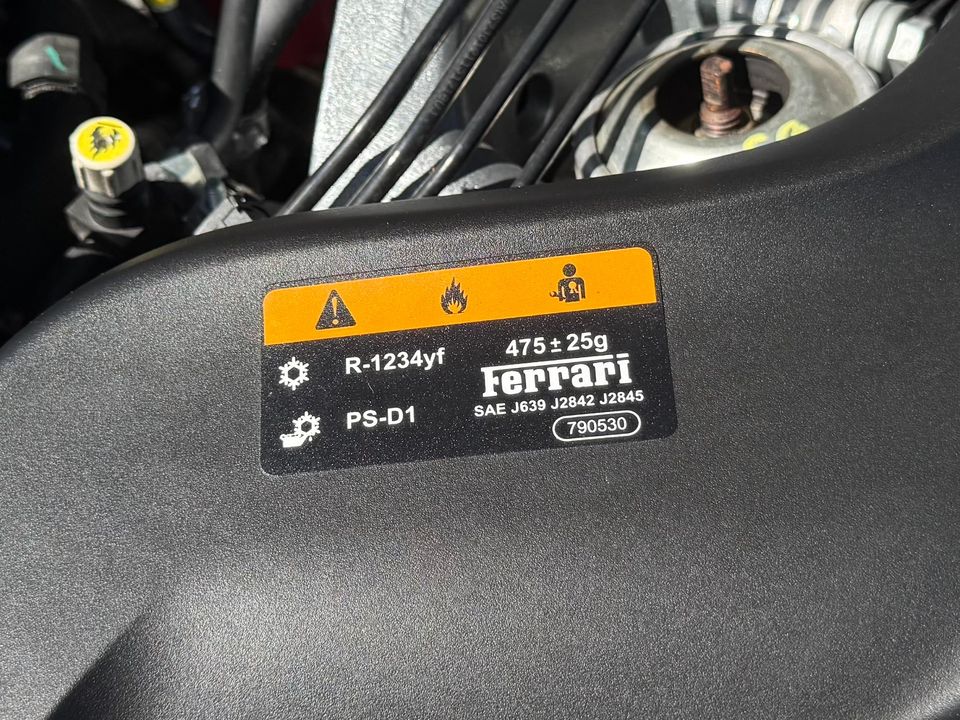 R-1234yf
475 ± 25g
Ferrari
SAE J639 J2842 J2845
PS-D1
790530